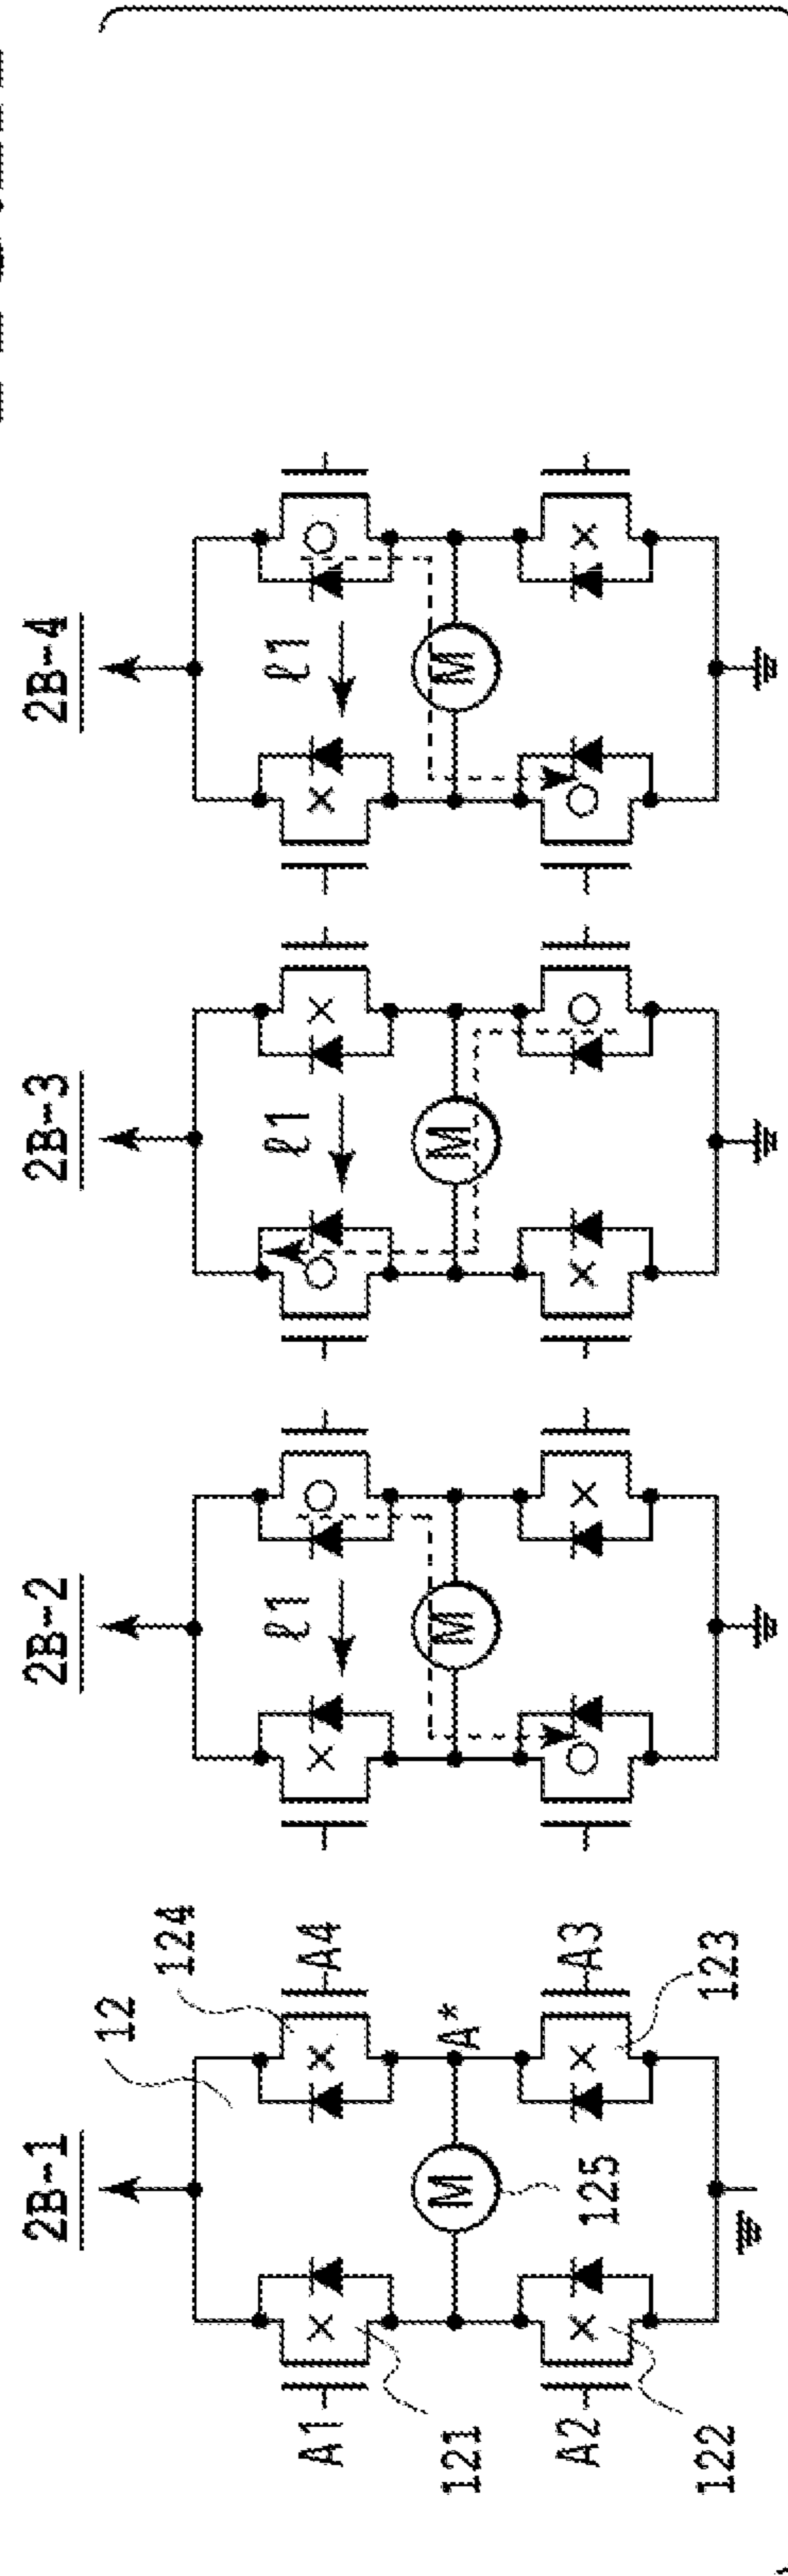 2B-1
2B-2
2B-3
2B-4
12
124
A1
A4
×
×
ℓ1
×
○
ℓ1
○
×
ℓ1
×
○
121
M
A*
M
M
M
125
A2
A3
×
×
○
×
×
○
○
×
122
123